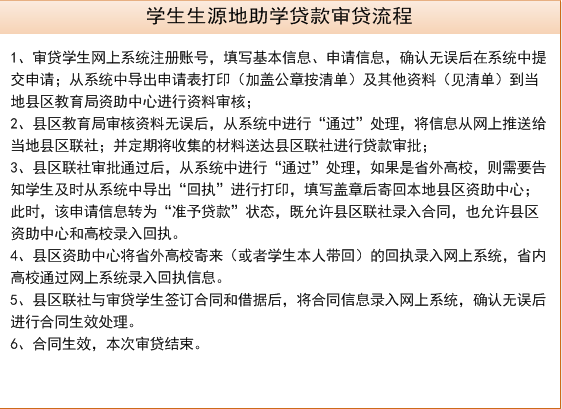 学生生源地助学贷款审贷流程
1、审贷学生网上系统注册账号，填写基本信息、申请信息，确认无误后在系统中提
交申请；从系统中导出申请表打印（加盖公章按清单）及其他资料（见清单）到当
地县区教育局资助中心进行资料审核；
2、县区教育局审核资料无误后，从系统中进行“通过”处理，将信息从网上推送给
当地县区联社；并定期将收集的材料送达县区联社进行贷款审批；
3、县区联社审批通过后，从系统中进行“通过”处理，如果是省外高校，则需要告
知学生及时从系统中导出“回执”进行打印，填写盖章后寄回本地县区资助中心；
此时，该申请信息转为“准予贷款”状态，既允许县区联社录入合同，也允许县区
资助中心和高校录入回执。
4、县区资助中心将省外高校寄来（或者学生本人带回）的回执录入网上系统，省内
高校通过网上系统录入回执信息。
5、县区联社与审贷学生签订合同和借据后，将合同信息录入网上系统，确认无误后
进行合同生效处理。
6、合同生效，本次审贷结束。